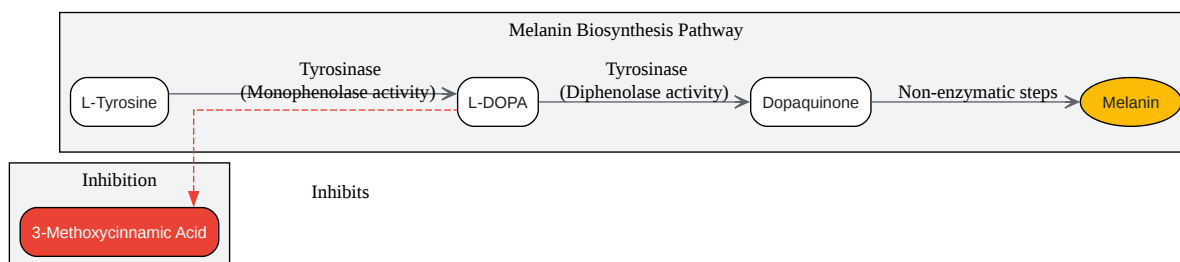 Melanin Biosynthesis Pathway
L-Tyrosine
Tyrosinase
(Monophenolase activity)
L-DOPA
Tyrosinase
(Diphenolase activity)
Dopaquinone
Non-enzymatic steps
Melanin
Inhibition
Inhibits
3-Methoxycinnamic Acid